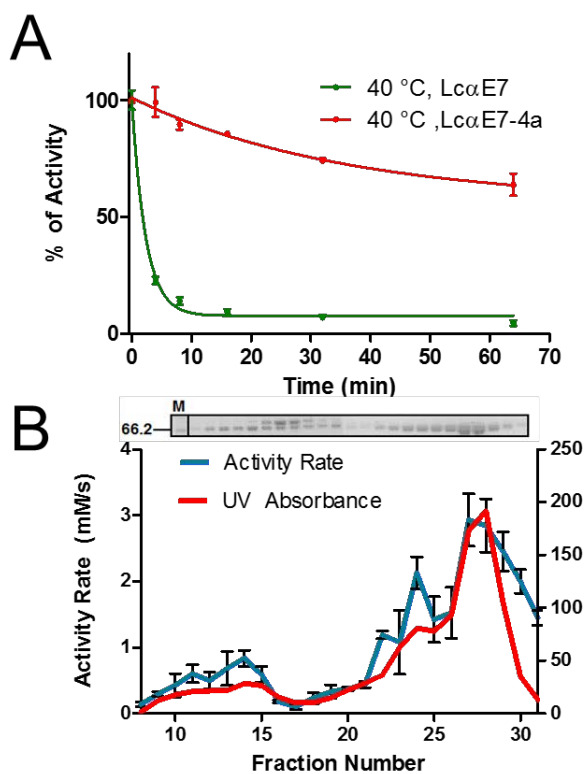 A
% of Activity
100
50
0
40 °C, LcαE7
40 °C ,LcαE7-4a
0 10 20 30 40 50 60 70
Time (min)
B
M
66.2
Activity Rate (mM/s)
4
3
2
1
0
Activity Rate
UV Absorbance
250
200
150
100
50
0
10 15 20 25 30
Fraction Number